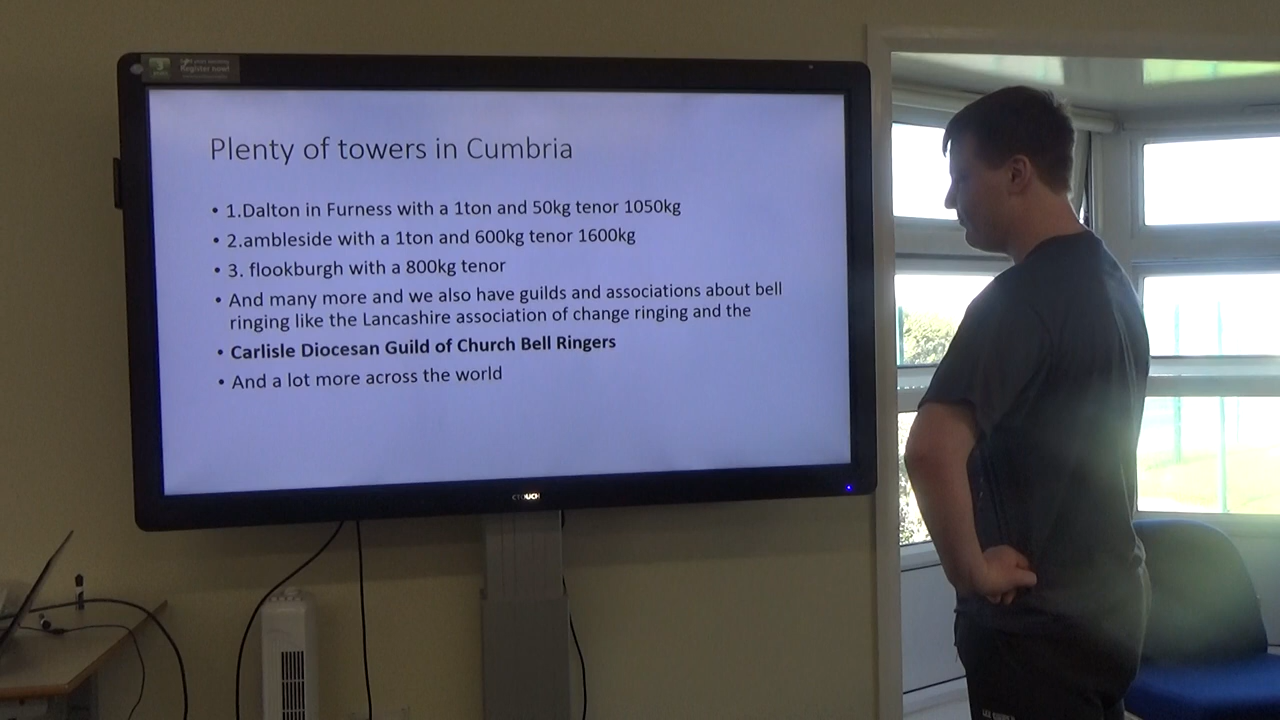 Register now!
Plenty of towers in Cumbria
• 1.Dalton in Furness with a 1ton and 50kg tenor 1050kg
• 2.ambleside with a 1ton and 600kg tenor 1600kg
• 3. flookburgh with a 800kg tenor
• And many more and we also have guilds and associations about bell
ringing like the Lancashire association of change ringing and the
• Carlisle Diocesan Guild of Church Bell Ringers
• And a lot more across the world
CTOUCH